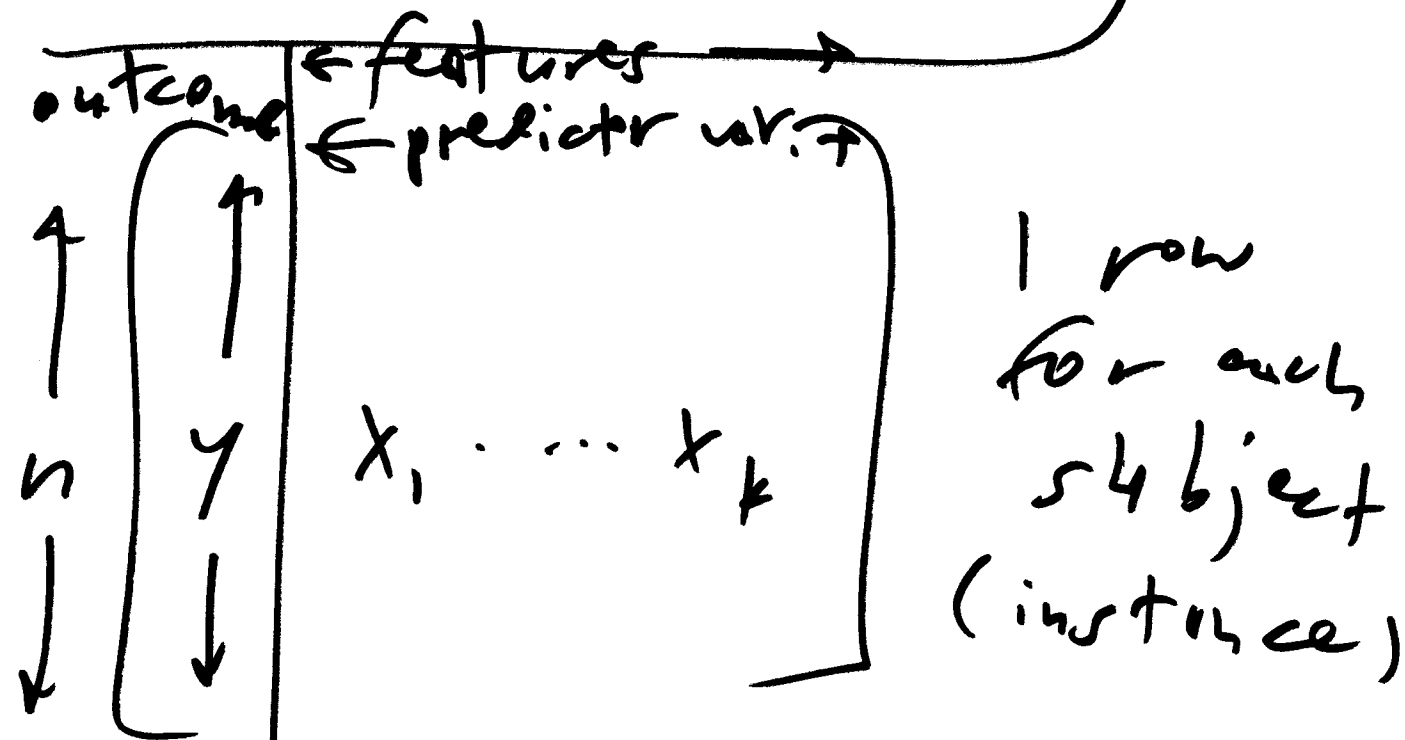 outcome ← features →
← predictor var. →
1 row
for each
n y x₁ . ... xₖ
subject
(instance)